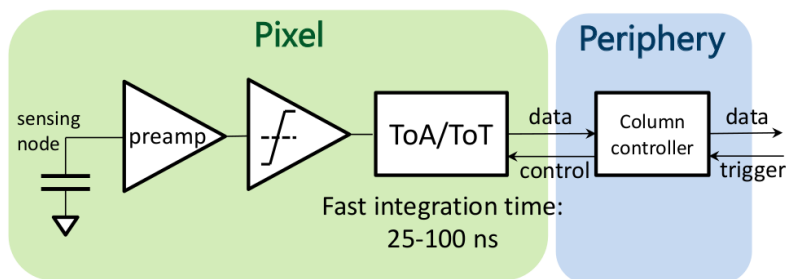 Pixel
Periphery
sensing
node
preamp
ToA/ToT
data
control
Column
controller
data
trigger
Fast integration time:
25-100 ns